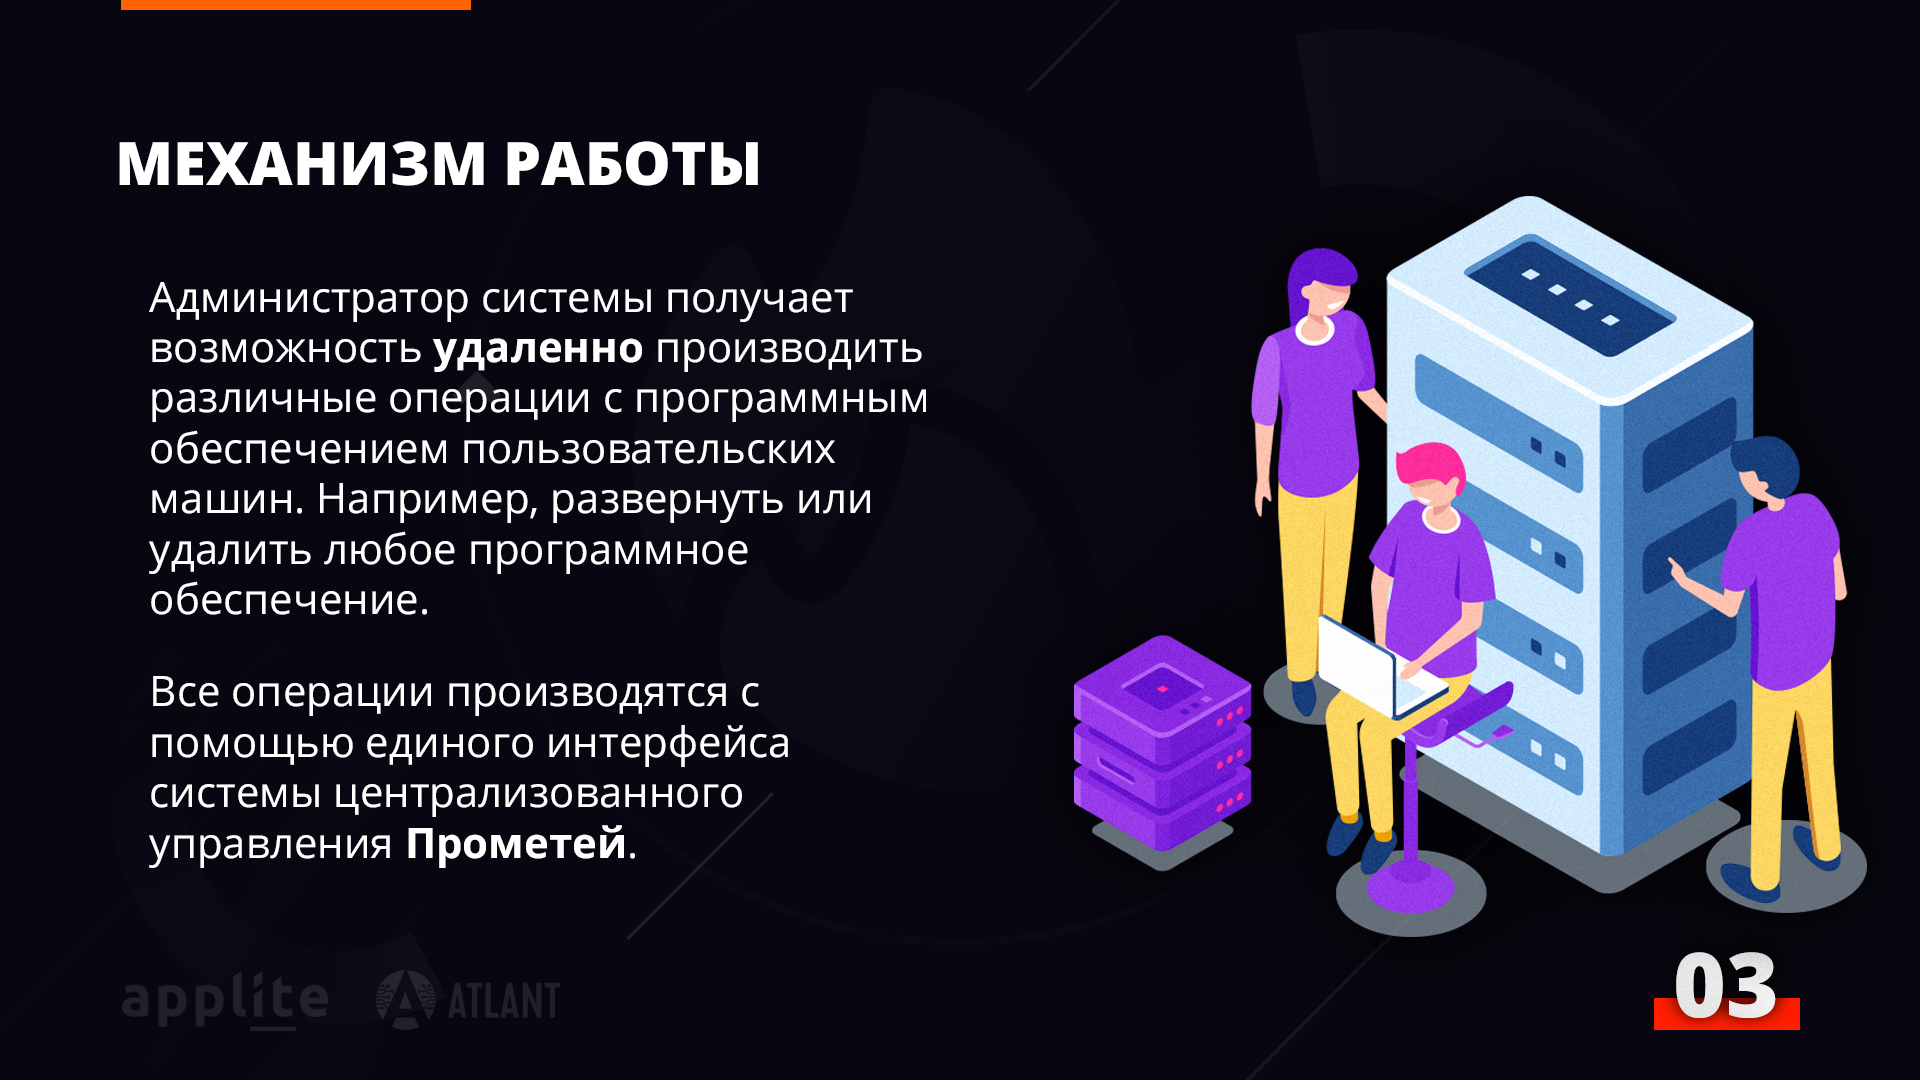 МЕХАНИЗМ РАБОТЫ
Администратор системы получает
возможность удаленно производить
различные операции с программным
обеспечением пользовательских
машин. Например, развернуть или
удалить любое программное
обеспечение.
Все операции производятся с
помощью единого интерфейса
системы централизованного
управления Прометей.
applite ATLANT
03